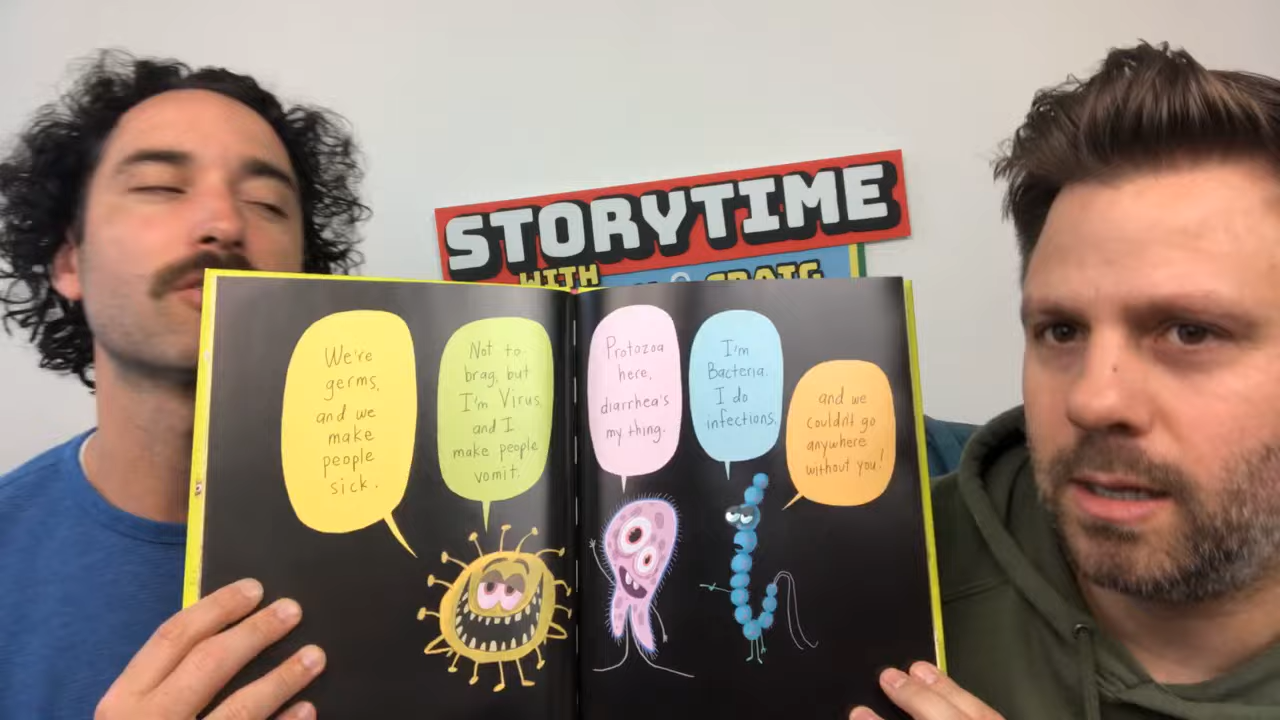 STORYTIME
WITH
CRAIG
We're
germs,
and we
make
people
sick.
Not to
brag, but
I'm Virus,
and I
make people
vomit.
Protozoa
here,
diarrhea's
my thing.
I'm
Bacteria.
I do
infections,
and we
couldn't go
anywhere
without you!